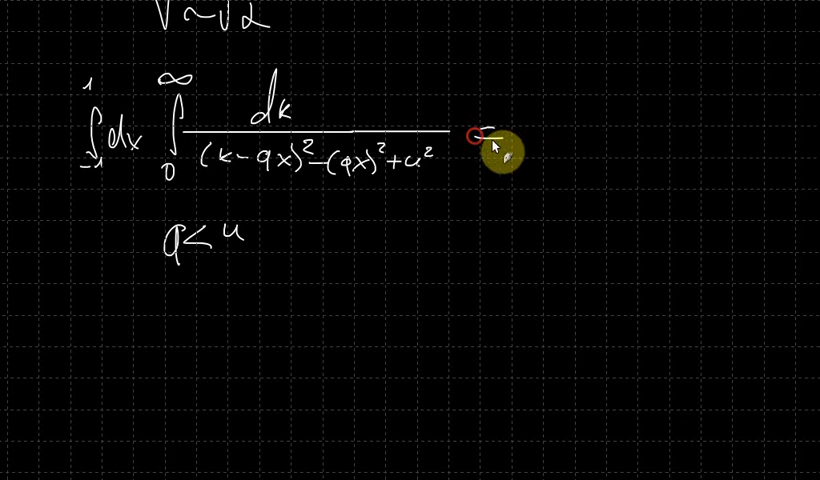 √~√α
∫₋₁¹ dx ∫₀^∞ dk / ((k - qx)² - (qx)² + u²) =
q < u